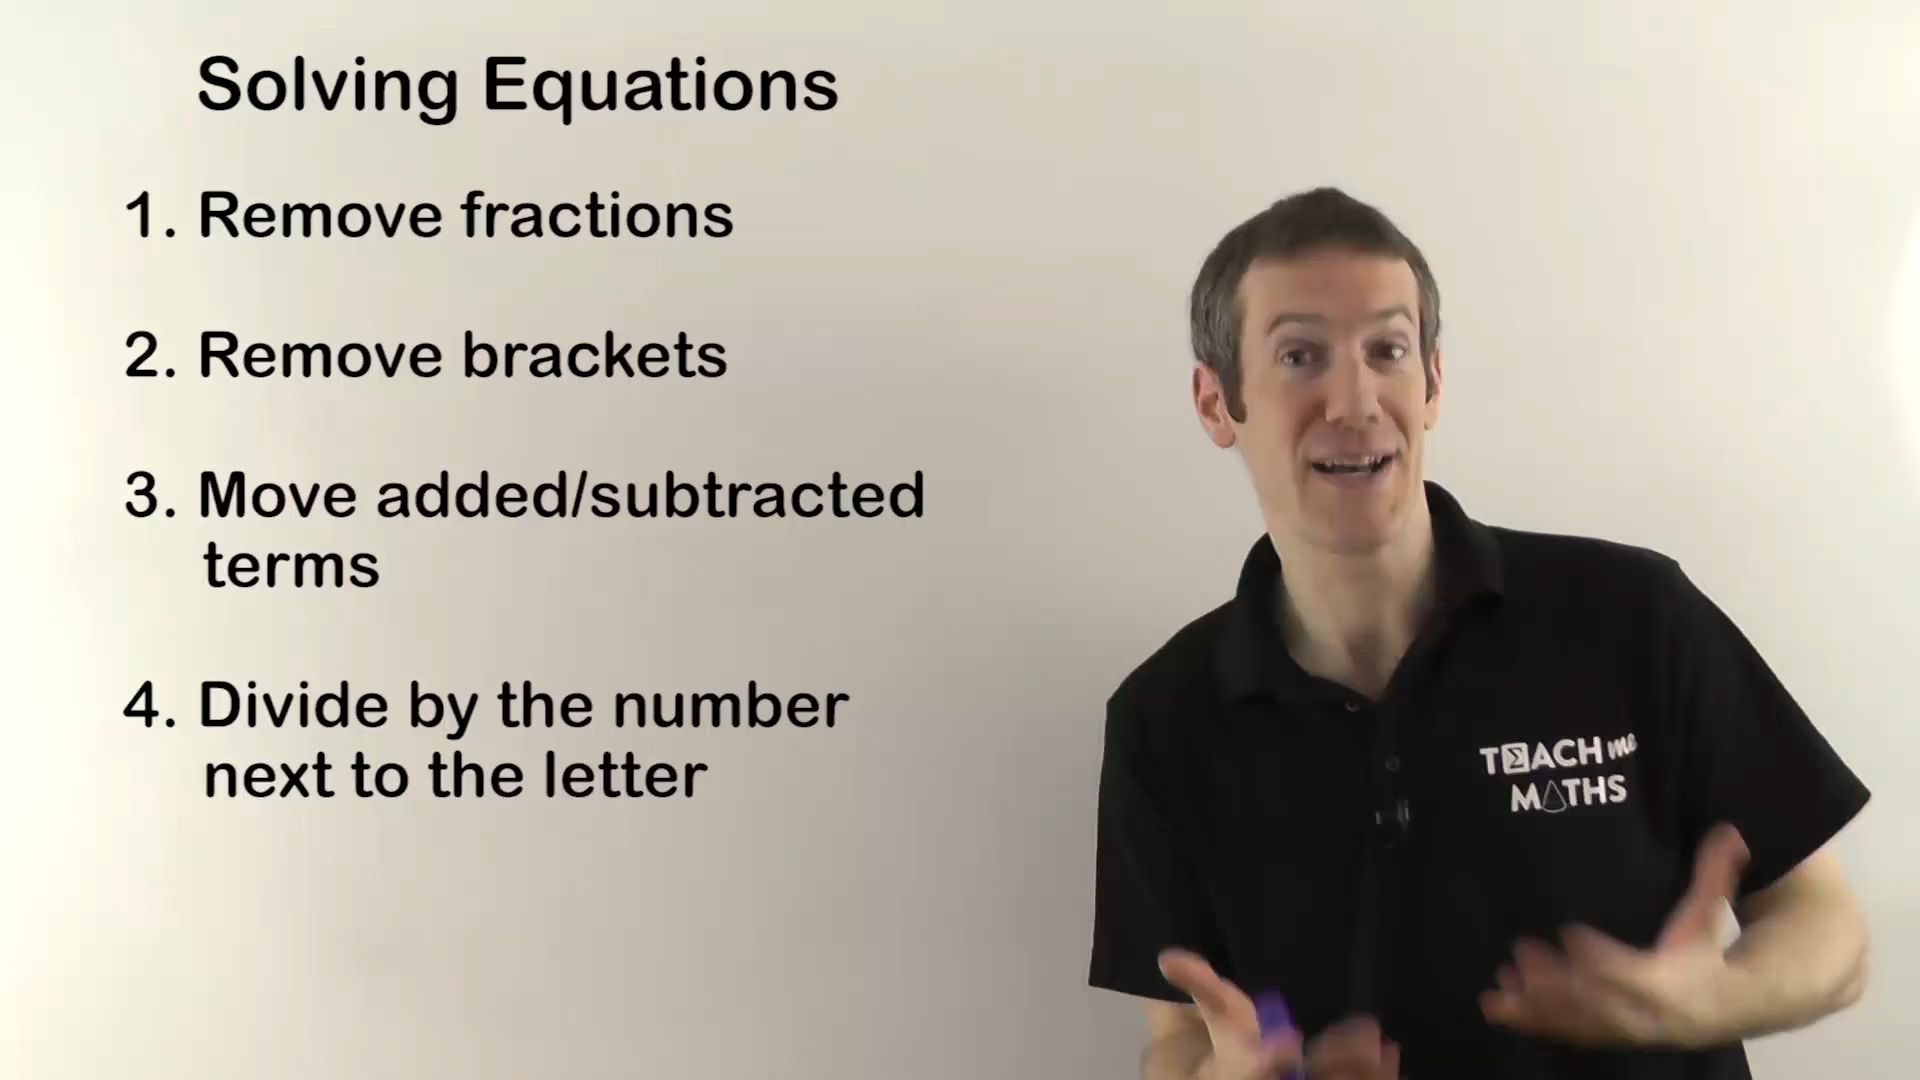 Solving Equations
1. Remove fractions
2. Remove brackets
3. Move added/subtracted
terms
4. Divide by the number
next to the letter
TEACH me
MATHS